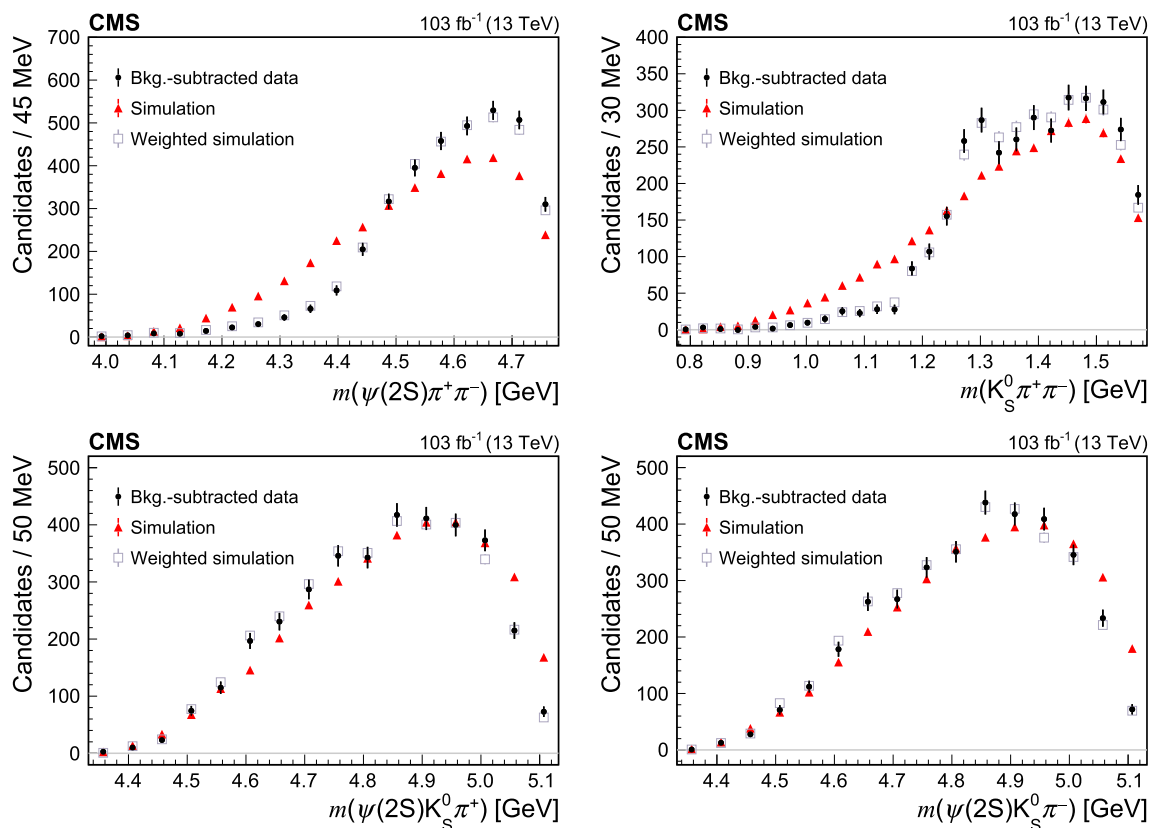 CMS 103 fb⁻¹ (13 TeV)
Candidates / 45 MeV
700
600
500
400
300
200
100
0
Bkg.-subtracted data
Simulation
Weighted simulation
4.0 4.1 4.2 4.3 4.4 4.5 4.6 4.7
m(ψ(2S)π⁺π⁻) [GeV]
CMS 103 fb⁻¹ (13 TeV)
Candidates / 30 MeV
400
350
300
250
200
150
100
50
0
Bkg.-subtracted data
Simulation
Weighted simulation
0.8 0.9 1.0 1.1 1.2 1.3 1.4 1.5
m(K_S⁰π⁺π⁻) [GeV]
CMS 103 fb⁻¹ (13 TeV)
Candidates / 50 MeV
500
400
300
200
100
0
Bkg.-subtracted data
Simulation
Weighted simulation
4.4 4.5 4.6 4.7 4.8 4.9 5.0 5.1
m(ψ(2S)K_S⁰π⁺) [GeV]
CMS 103 fb⁻¹ (13 TeV)
Candidates / 50 MeV
500
400
300
200
100
0
Bkg.-subtracted data
Simulation
Weighted simulation
4.4 4.5 4.6 4.7 4.8 4.9 5.0 5.1
m(ψ(2S)K_S⁰π⁻) [GeV]